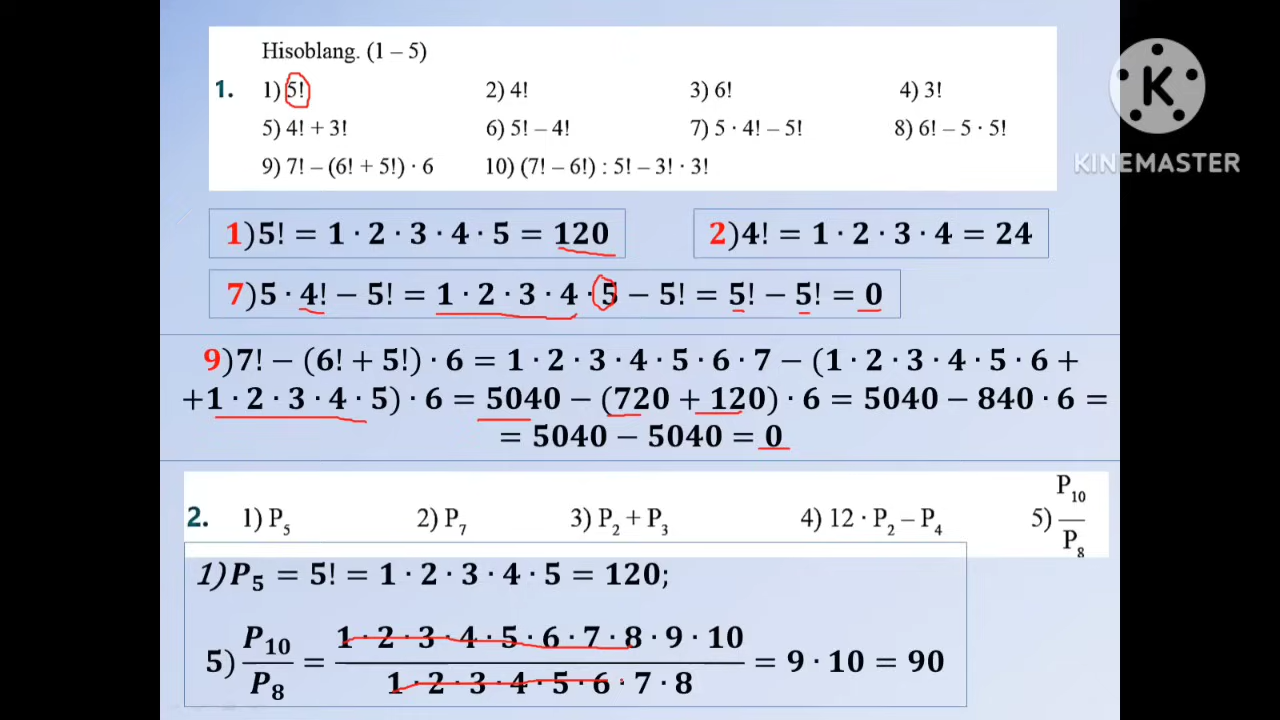 Hisoblang. (1 – 5)
1. 1) 5! 2) 4! 3) 6! 4) 3!
5) 4! + 3! 6) 5! – 4! 7) 5 · 4! – 5! 8) 6! – 5 · 5!
9) 7! – (6! + 5!) · 6 10) (7! – 6!) : 5! – 3! · 3!
KINEMASTER
1)5! = 1 · 2 · 3 · 4 · 5 = 120 2)4! = 1 · 2 · 3 · 4 = 24
7)5 · 4! − 5! = 1 · 2 · 3 · 4 · 5 − 5! = 5! − 5! = 0
9)7! − (6! + 5!) · 6 = 1 · 2 · 3 · 4 · 5 · 6 · 7 − (1 · 2 · 3 · 4 · 5 · 6 +
+1 · 2 · 3 · 4 · 5) · 6 = 5040 − (720 + 120) · 6 = 5040 − 840 · 6 =
= 5040 − 5040 = 0
2. 1) P₅ 2) P₇ 3) P₂ + P₃ 4) 12 · P₂ – P₄ 5) P₁₀/P₈
1)P₅ = 5! = 1 · 2 · 3 · 4 · 5 = 120;
5) P₁₀/P₈ = 1 · 2 · 3 · 4 · 5 · 6 · 7 · 8 · 9 · 10 / 1 · 2 · 3 · 4 · 5 · 6 · 7 · 8 = 9 · 10 = 90